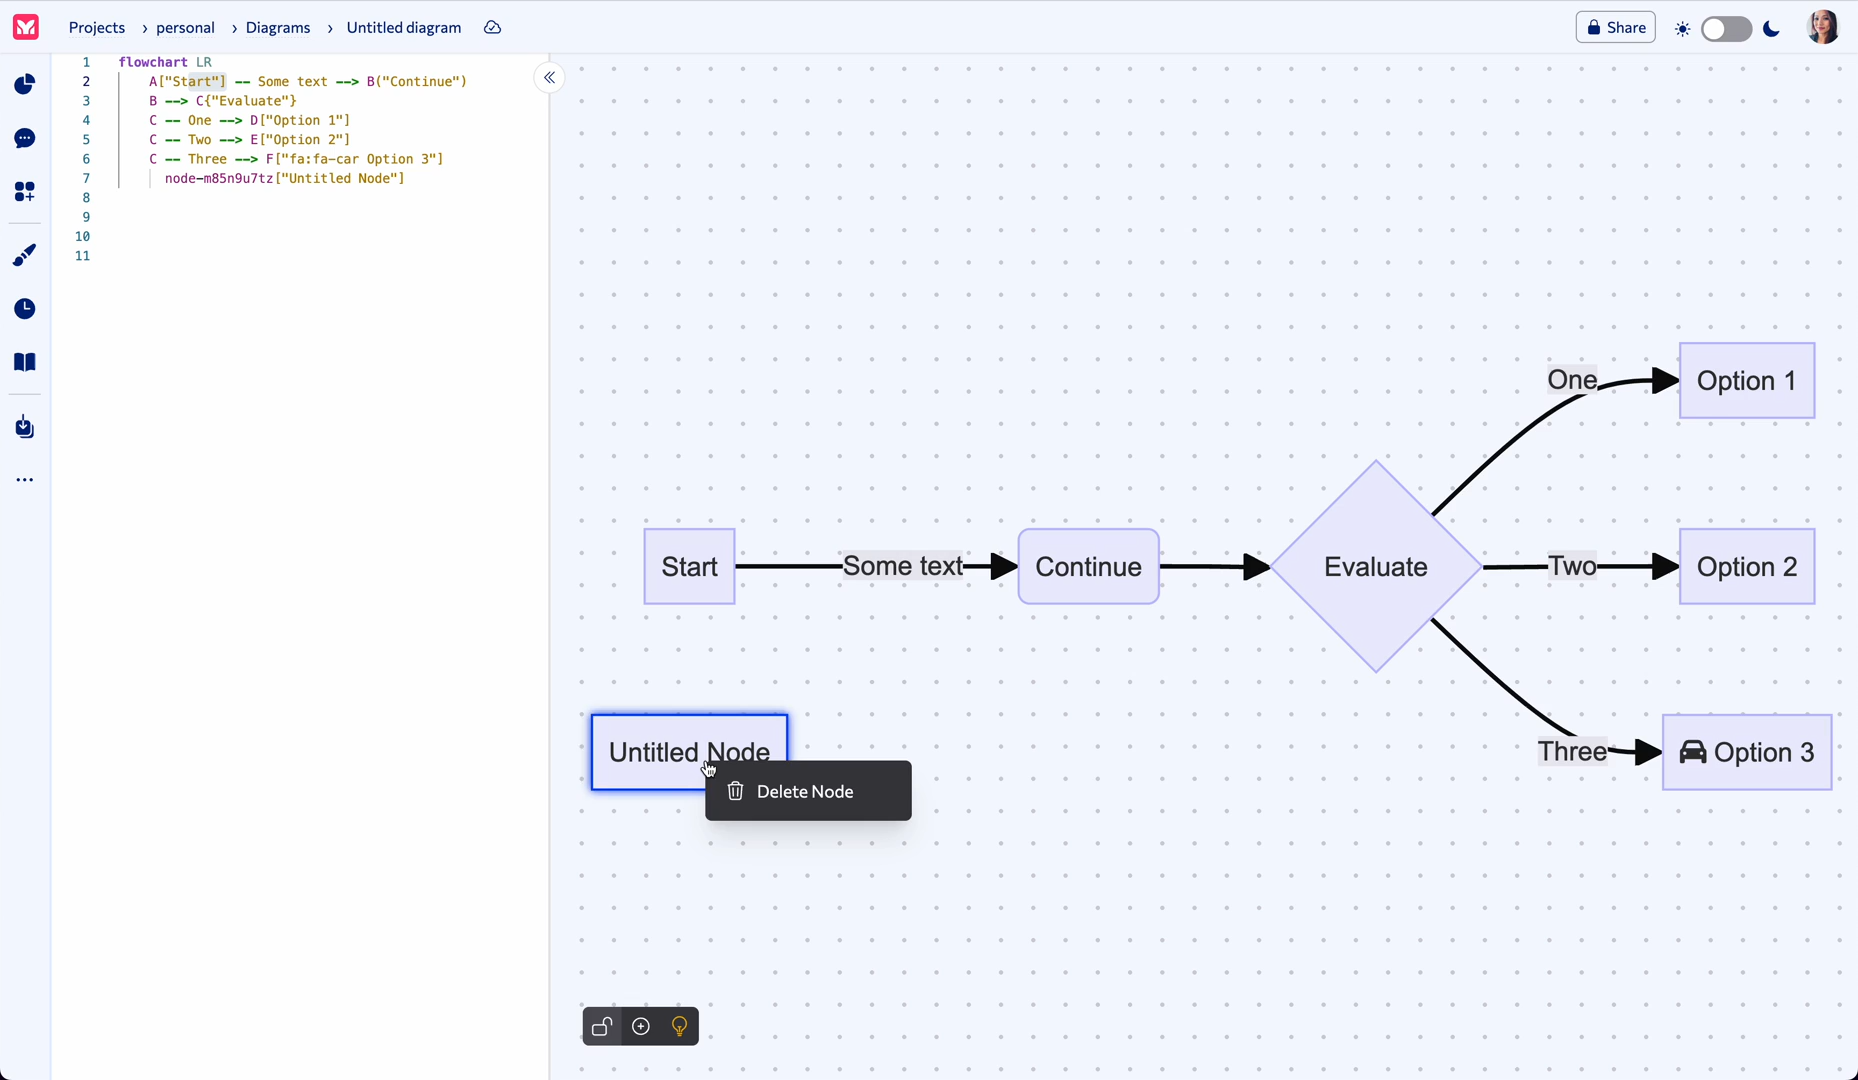 Projects > personal > Diagrams > Untitled diagram
Share
1 flowchart LR
2 A["Start"] -- Some text --> B("Continue")
3 B --> C{"Evaluate"}
4 C -- One --> D["Option 1"]
5 C -- Two --> E["Option 2"]
6 C -- Three --> F["fa:fa-car Option 3"]
7 node-m85n9u7tz["Untitled Node"]
8
9
10
11
One
Option 1
Start
Some text
Continue
Evaluate
Two
Option 2
Untitled Node
Three
Option 3
Delete Node